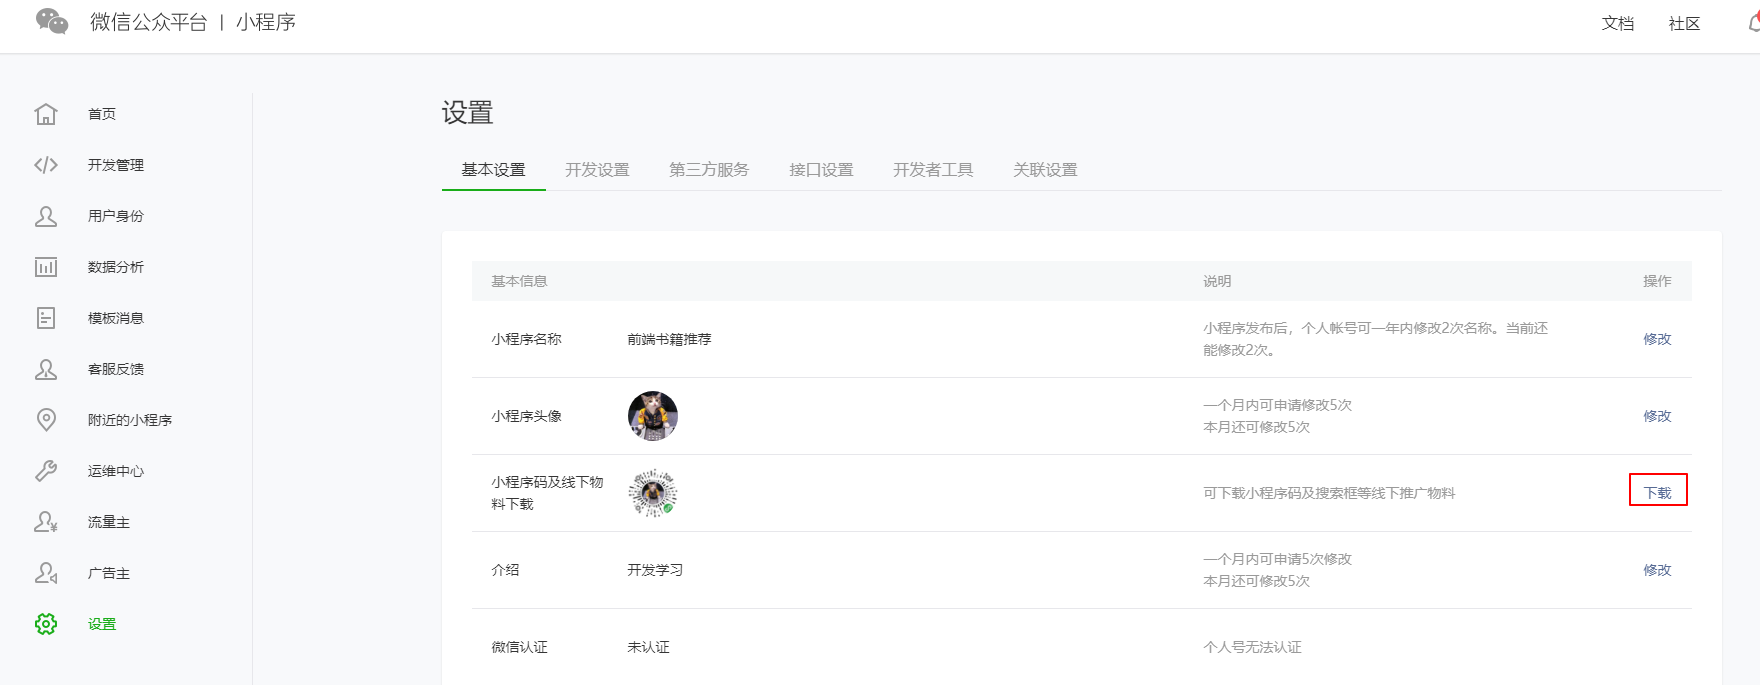 微信公众平台 | 小程序
文档
社区
首页
开发管理
用户身份
数据分析
模板消息
客服反馈
附近的小程序
运维中心
流量主
广告主
设置
设置
基本设置
开发设置
第三方服务
接口设置
开发者工具
关联设置
基本信息
说明
操作
小程序名称
前端书籍推荐
小程序发布后，个人帐号可一年内修改2次名称。当前还
能修改2次。
修改
小程序头像
一个月内可申请修改5次
本月还可修改5次
修改
小程序码及线下物
料下载
可下载小程序码及搜索框等线下推广物料
下载
介绍
开发学习
一个月内可申请5次修改
本月还可修改5次
修改
微信认证
未认证
个人号无法认证